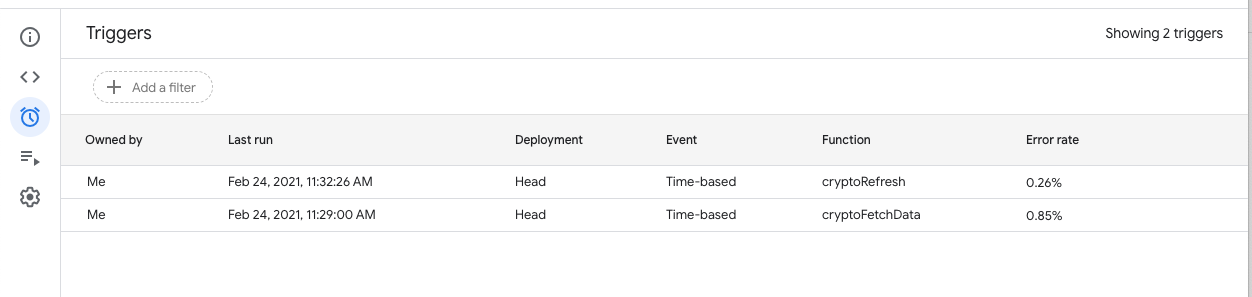 Triggers
Showing 2 triggers
Add a filter
Owned by Last run Deployment Event Function Error rate
Me Feb 24, 2021, 11:32:26 AM Head Time-based cryptoRefresh 0.26%
Me Feb 24, 2021, 11:29:00 AM Head Time-based cryptoFetchData 0.85%